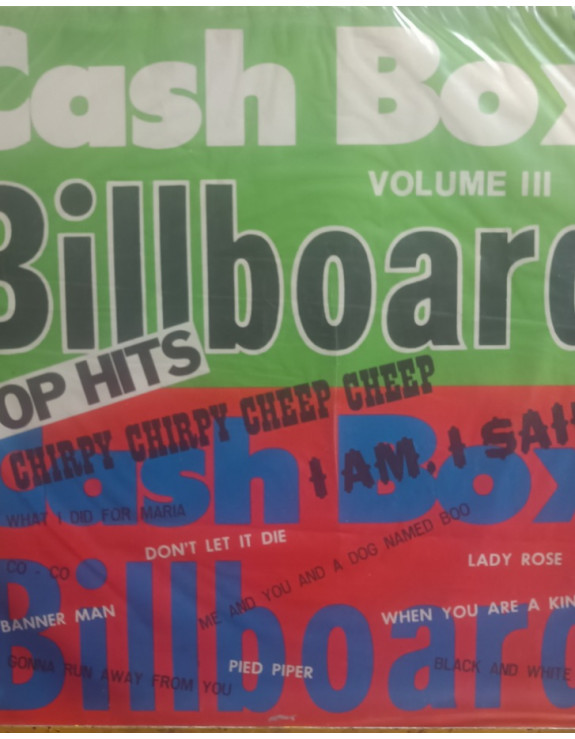 Cash Box
VOLUME III
Billboard
OP HITS
CHIRPY CHIRPY CHEEP CHEEP
I AM, I SAI
Cash Box
WHAT I DID FOR MARIA
DON'T LET IT DIE
ME AND YOU AND A DOG NAMED BOO
CO - CO
LADY ROSE
Billboard
BANNER MAN
WHEN YOU ARE A KIN
GONNA RUN AWAY FROM YOU
PIED PIPER
BLACK AND WHITE